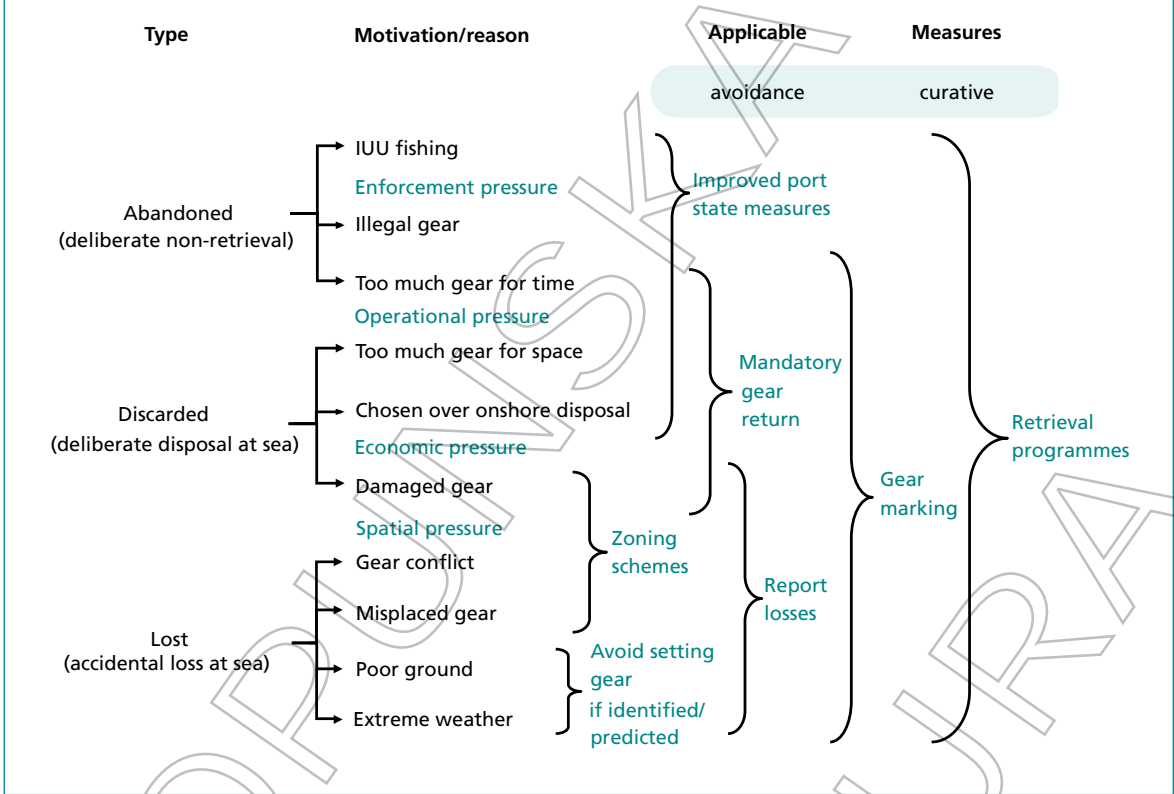 Type
Motivation/reason
Applicable
Measures
avoidance
curative
Abandoned
(deliberate non-retrieval)
IUU fishing
Enforcement pressure
Illegal gear
Too much gear for time
Operational pressure
Discarded
(deliberate disposal at sea)
Too much gear for space
Chosen over onshore disposal
Economic pressure
Damaged gear
Spatial pressure
Lost
(accidental loss at sea)
Gear conflict
Misplaced gear
Poor ground
Extreme weather
Zoning
schemes
Avoid setting
gear
if identified/
predicted
Improved port
state measures
Mandatory
gear
return
Report
losses
Gear
marking
Retrieval
programmes